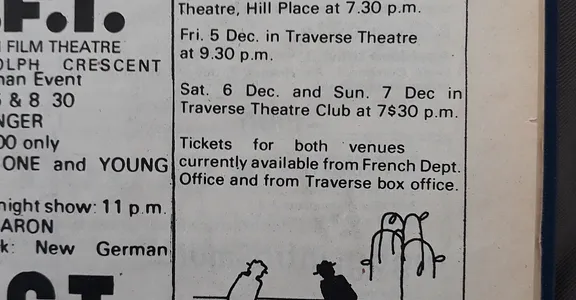 .F.T.
FILM THEATRE
OLPH CRESCENT
man Event
& 8 30
NGER
00 only
ONE and YOUNG
night show: 11 p.m.
ARON
k: New German
Theatre, Hill Place at 7.30 p.m.
Fri. 5 Dec. in Traverse Theatre
at 9.30 p.m.
Sat. 6 Dec. and Sun. 7 Dec in
Traverse Theatre Club at 7$30 p.m.
Tickets for both venues
currently available from French Dept.
Office and from Traverse box office.